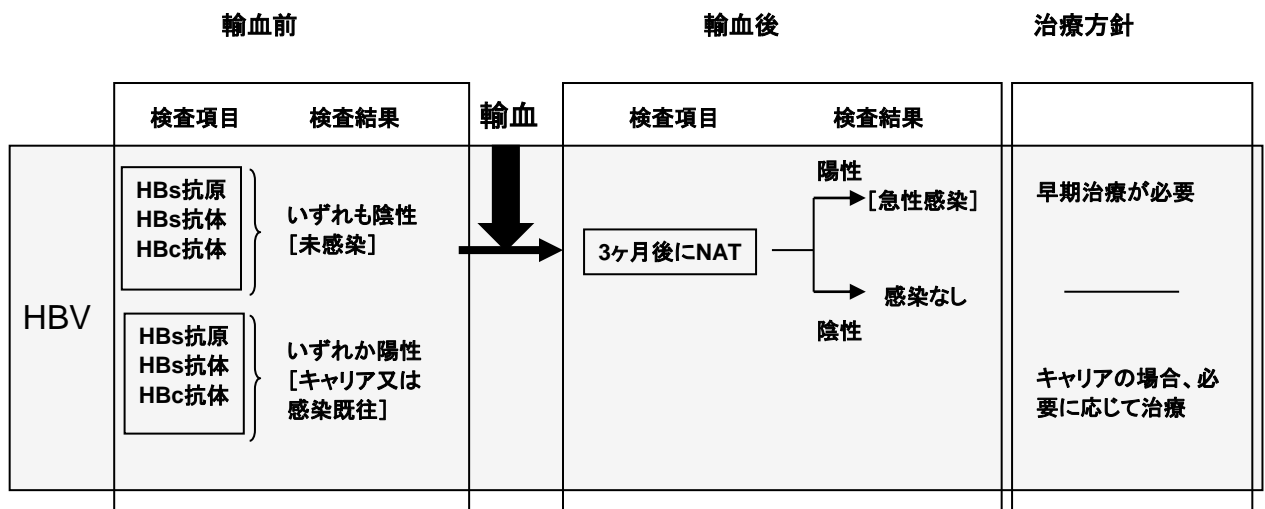 輸血前
輸血後
治療方針
検査項目
検査結果
輸血
検査項目
検査結果
HBV
HBs抗原
HBs抗体
HBc抗体
いずれも陰性
[未感染]
3ヶ月後にNAT
陽性
[急性感染]
感染なし
陰性
早期治療が必要
HBs抗原
HBs抗体
HBc抗体
いずれか陽性
[キャリア又は
感染既往]
キャリアの場合、必
要に応じて治療